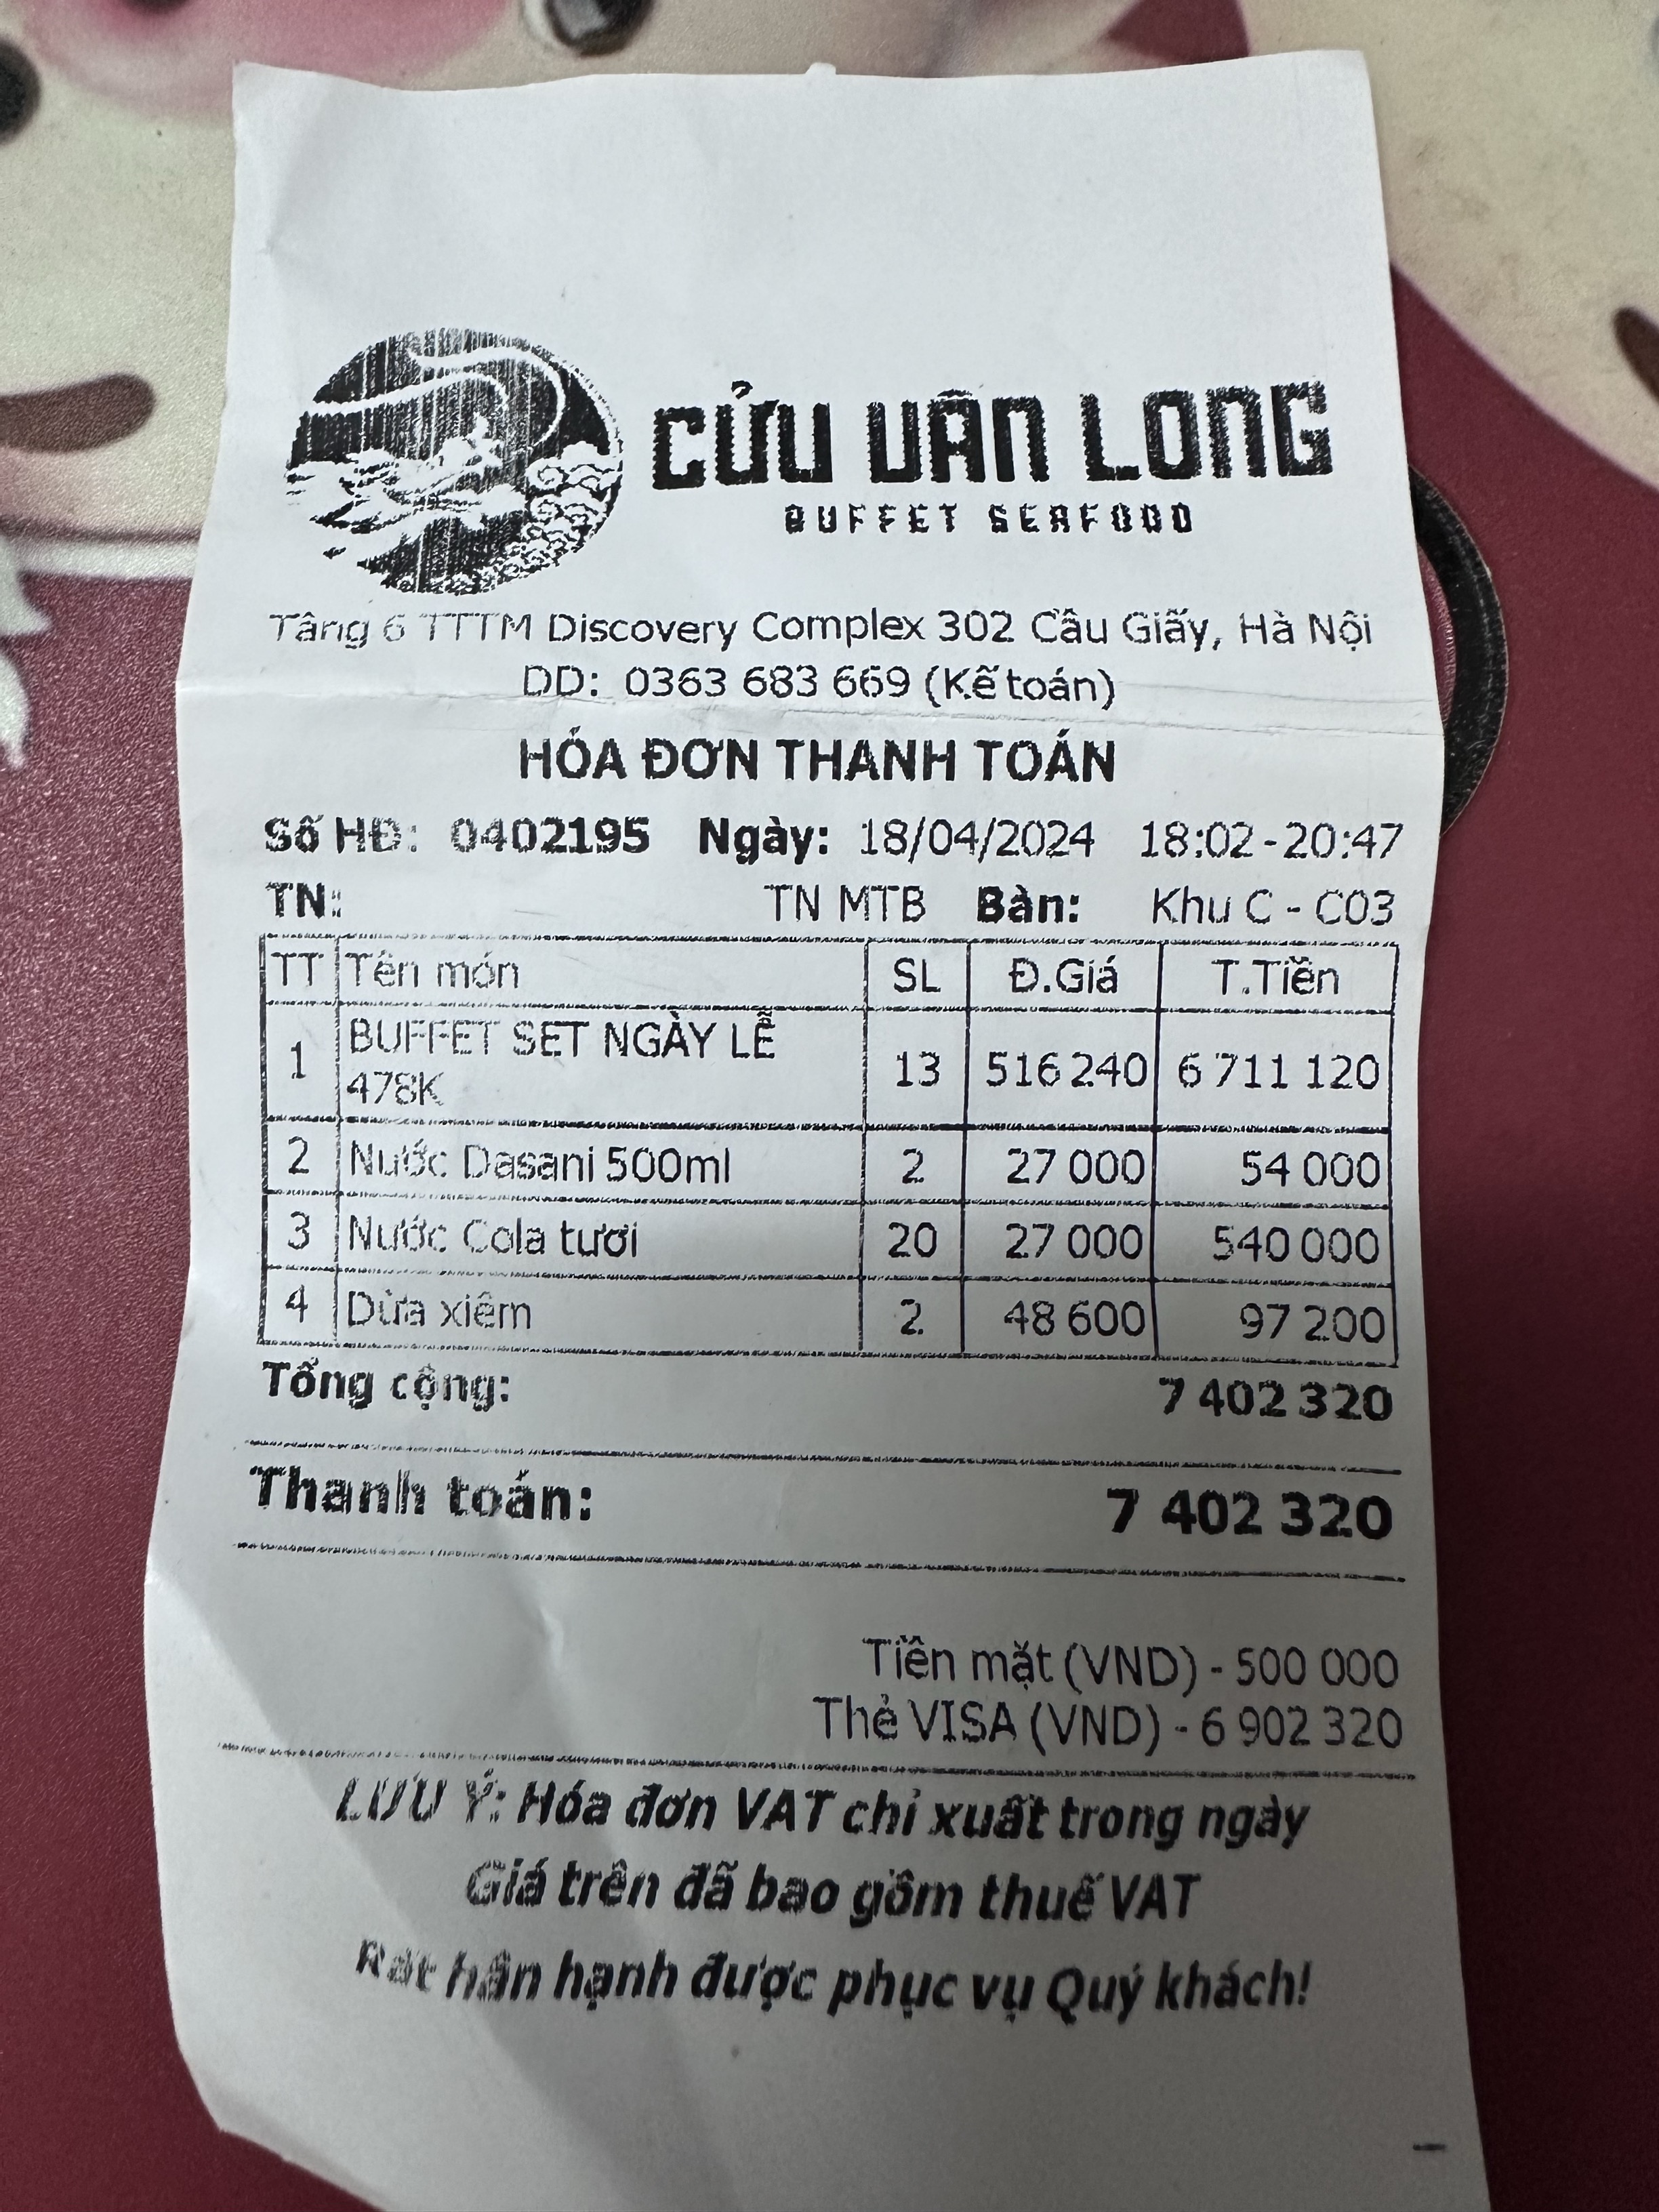 CỬU VÂN LONG
BUFFET SEAFOOD
Tầng 6 TTTM Discovery Complex 302 Cầu Giấy, Hà Nội
DD: 0363 683 669 (Kế toán)
HÓA ĐƠN THANH TOÁN
Số HĐ: 0402195 Ngày: 18/04/2024 18:02-20:47
TN: TN MTB Bàn: Khu C - C03
TT Tên món SL Đ.Giá T.Tiền
1 BUFFET SET NGÀY LỄ 478K 13 516 240 6 711 120
2 Nước Dasani 500ml 2 27 000 54 000
3 Nước Cola tươi 20 27 000 540 000
4 Dừa xiêm 2 48 600 97 200
Tổng cộng: 7 402 320
Thanh toán: 7 402 320
Tiền mặt (VND) - 500 000
Thẻ VISA (VND) - 6 902 320
LƯU Ý: Hóa đơn VAT chỉ xuất trong ngày
Giá trên đã bao gồm thuế VAT
Rất hân hạnh được phục vụ Quý khách!